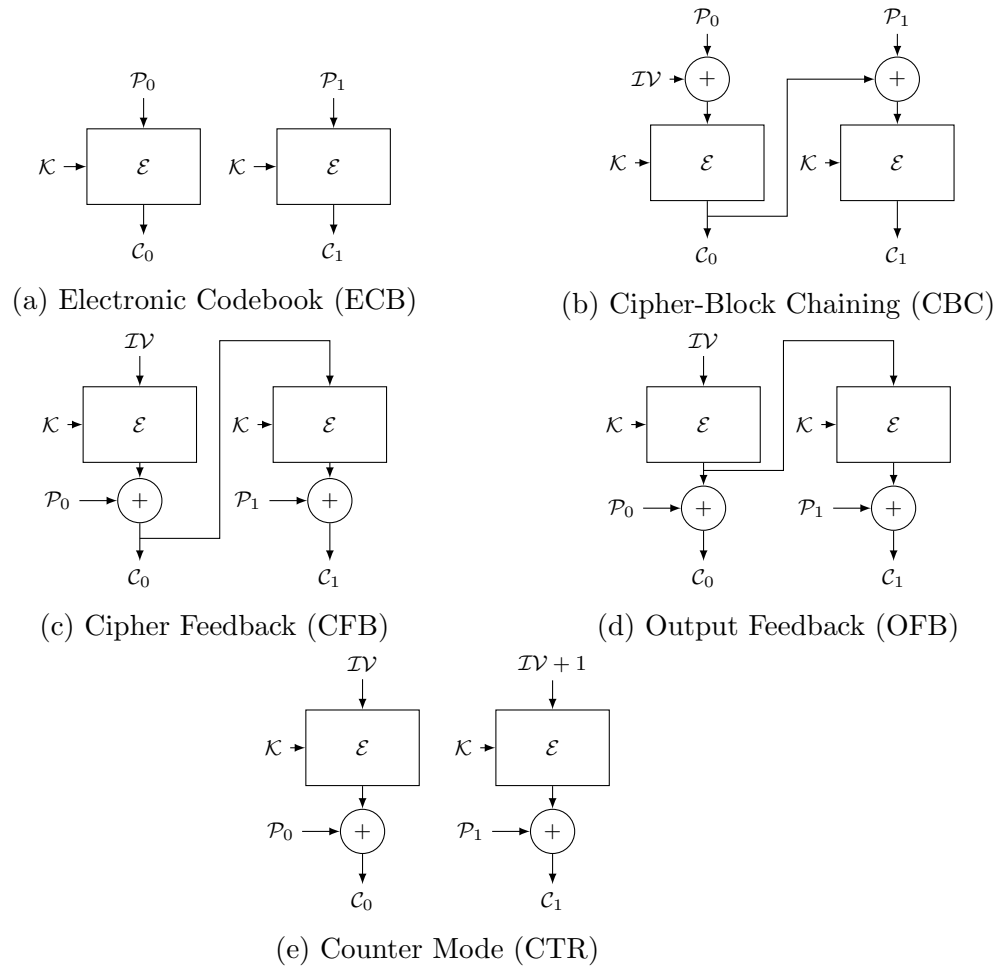 𝒫₀ 𝒫₁
𝒦 ℰ 𝒦 ℰ
𝒞₀ 𝒞₁
(a) Electronic Codebook (ECB)
𝒫₀ 𝒫₁
ℐ𝒱 + +
𝒦 ℰ 𝒦 ℰ
𝒞₀ 𝒞₁
(b) Cipher-Block Chaining (CBC)
ℐ𝒱
𝒦 ℰ 𝒦 ℰ
𝒫₀ + 𝒫₁ +
𝒞₀ 𝒞₁
(c) Cipher Feedback (CFB)
ℐ𝒱
𝒦 ℰ 𝒦 ℰ
𝒫₀ + 𝒫₁ +
𝒞₀ 𝒞₁
(d) Output Feedback (OFB)
ℐ𝒱 ℐ𝒱 + 1
𝒦 ℰ 𝒦 ℰ
𝒫₀ + 𝒫₁ +
𝒞₀ 𝒞₁
(e) Counter Mode (CTR)